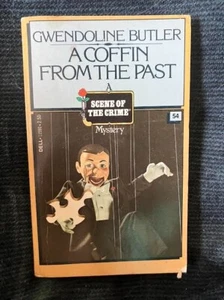 GWENDOLINE BUTLER
A COFFIN
FROM THE PAST
A
SCENE OF
THE CRIME
Mystery
54
DELL